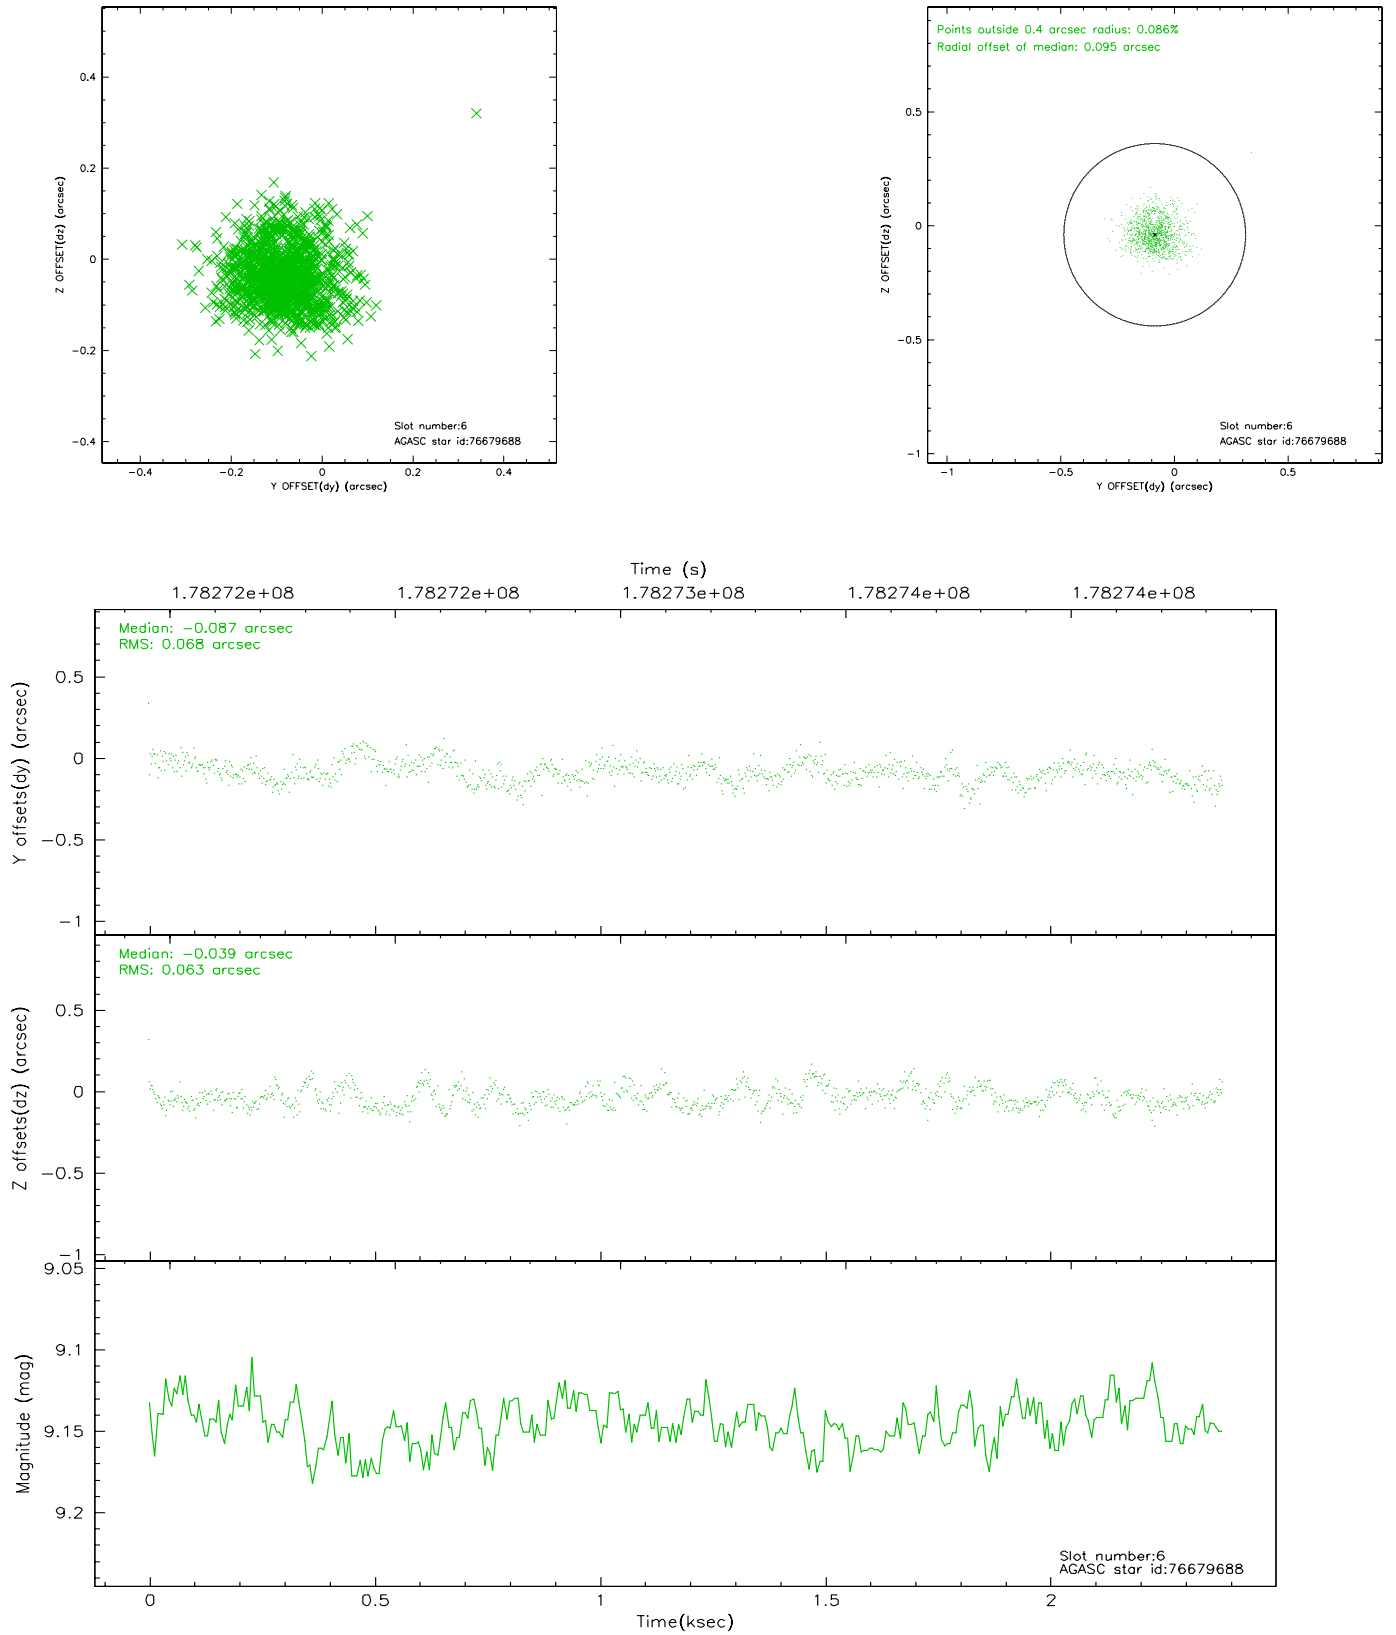 0.4
0.2
0
−0.2
−0.4
Z OFFSET(dz) (arcsec)
−0.4 −0.2 0 0.2 0.4
Y OFFSET(dy) (arcsec)
Slot number:6
AGASC star id:76679688
Points outside 0.4 arcsec radius: 0.086%
Radial offset of median: 0.095 arcsec
0.5
0
−0.5
−1
Z OFFSET(dz) (arcsec)
−1 −0.5 0 0.5
Y OFFSET(dy) (arcsec)
Slot number:6
AGASC star id:76679688
Time (s)
1.78272e+08 1.78272e+08 1.78273e+08 1.78274e+08 1.78274e+08
Median: −0.087 arcsec
RMS: 0.068 arcsec
0.5
0
−0.5
−1
Y offsets(dy) (arcsec)
Median: −0.039 arcsec
RMS: 0.063 arcsec
0.5
0
−0.5
−1
Z offsets(dz) (arcsec)
9.05
9.1
9.15
9.2
Magnitude (mag)
Slot number:6
AGASC star id:76679688
0 0.5 1 1.5 2
Time(ksec)